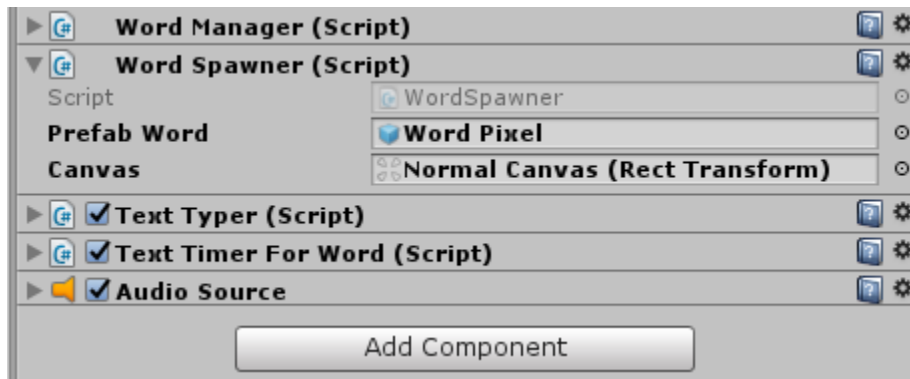 Word Manager (Script)
Word Spawner (Script)
Script WordSpawner
Prefab Word Word Pixel
Canvas Normal Canvas (Rect Transform)
Text Typer (Script)
Text Timer For Word (Script)
Audio Source
Add Component